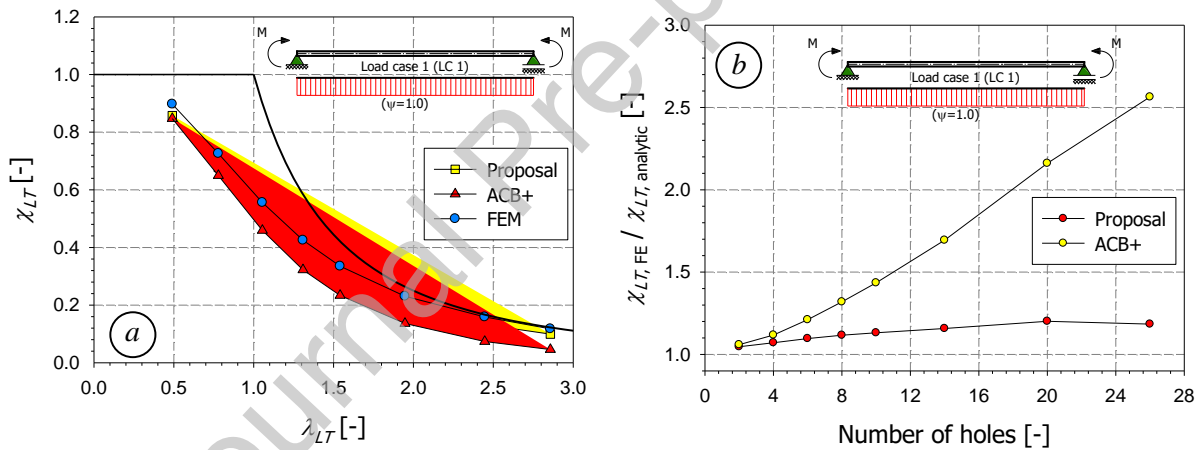 1.2
1.0
0.8
0.6
0.4
0.2
0.0
χLT [-]
0.0 0.5 1.0 1.5 2.0 2.5 3.0
λLT [-]
a
M M
Load case 1 (LC 1)
(ψ=1.0)
Proposal
ACB+
FEM
3.0
2.5
2.0
1.5
1.0
χLT, FE / χLT, analytic [-]
0 4 8 12 16 20 24 28
Number of holes [-]
b
M M
Load case 1 (LC 1)
(ψ=1.0)
Proposal
ACB+
Journal Pre-p